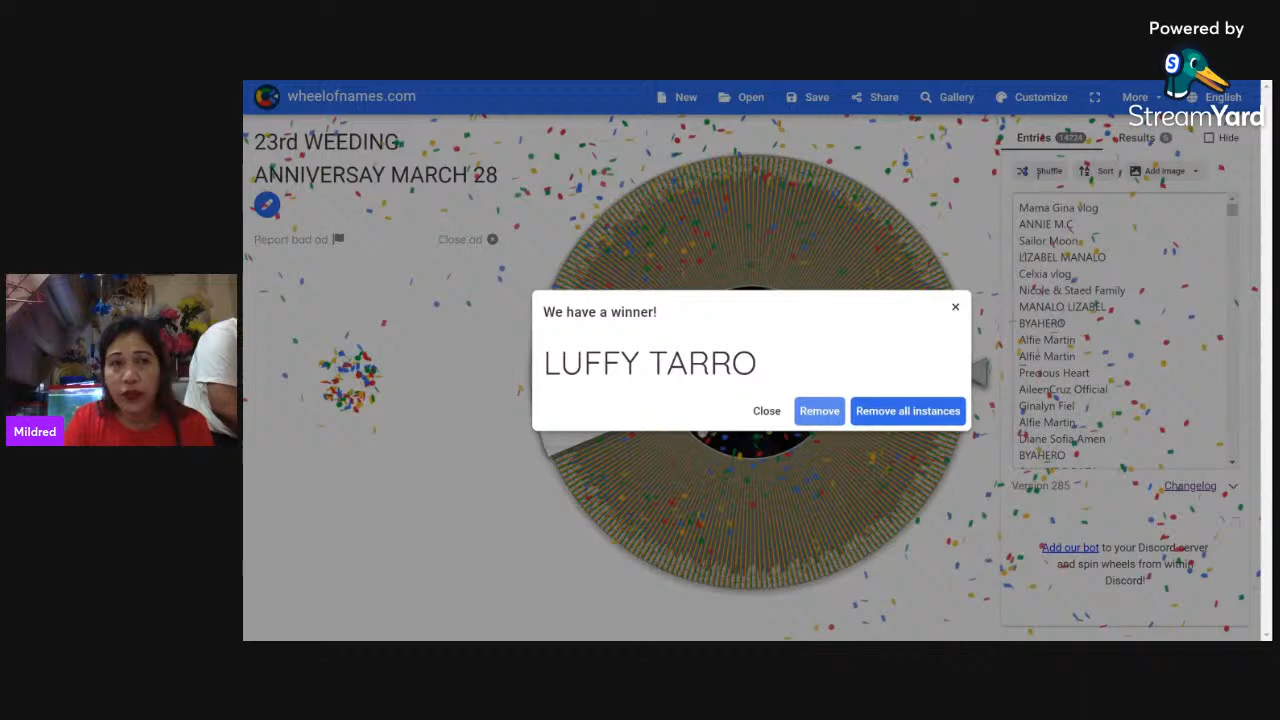 Powered by
StreamYard
wheelofnames.com
New
Open
Save
Share
Gallery
Customize
More
English
23rd WEEDING
ANNIVERSAY MARCH 28
Report bad ad
Close ad
Entries 14724
Results 6
Hide
Shuffle
Sort
Add image
Mama Gina vlog
ANNIE M.C
Sailor Moon
LIZABEL MANALO
Celxia vlog
Nicole & Staed Family
MANALO LIZABEL
BYAHERO
Alfie Martin
Alfie Martin
Precious Heart
AileenCruz Official
Ginalyn Fiel
Alfie Martin
Diane Sofia Amen
BYAHERO
We have a winner!
LUFFY TARRO
Close
Remove
Remove all instances
Version 285
Changelog
Add our bot to your Discord server
and spin wheels from within
Discord!
Mildred